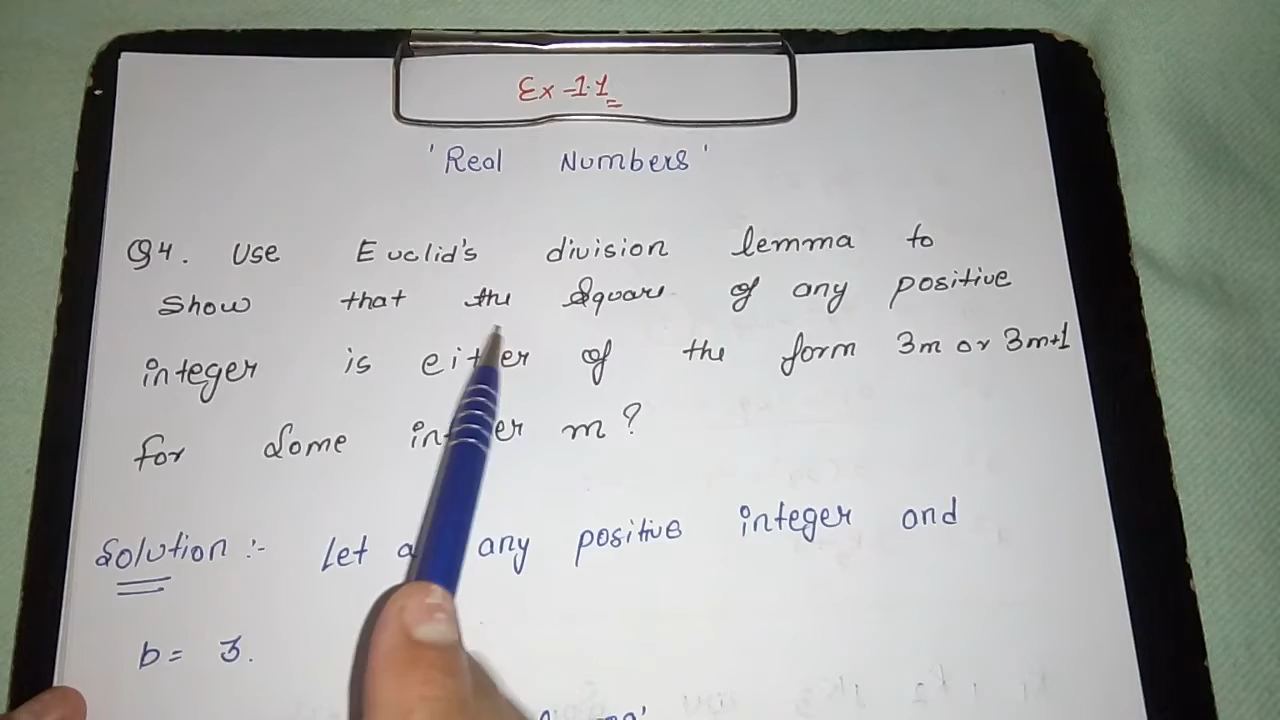 Ex-1.1
'Real Numbers'
Q4. Use Euclid's division lemma to
Show that the Square of any positive
integer is either of the form 3m or 3m+1
for Some m?
Solution :- Let any positive integer and
b= 3.